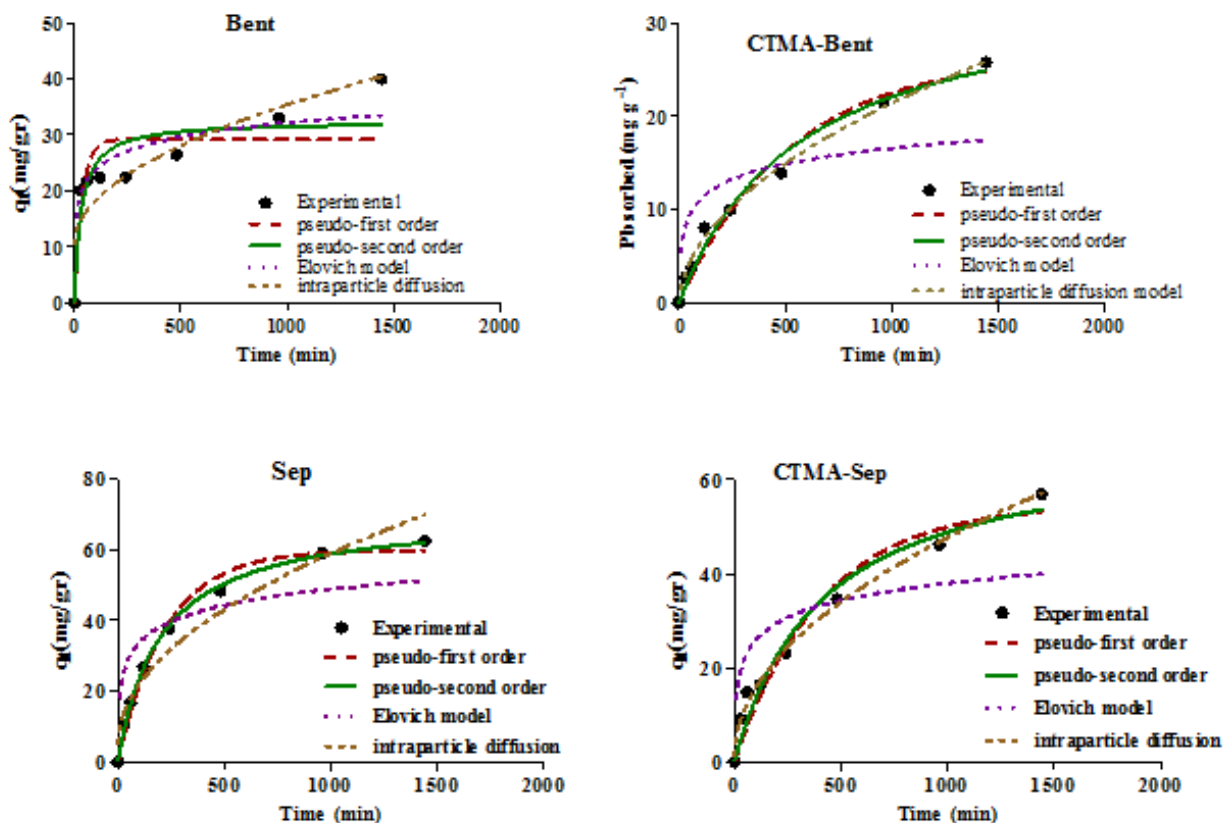 Bent
50
40
30
20
10
0
qt(mg/gr)
Experimental
pseudo-first order
pseudo-second order
Elovich model
intraparticle diffusion
0 500 1000 1500 2000
Time (min)
CTMA-Bent
30
20
10
0
Pbsorbed (mg g⁻¹)
Experimental
pseudo-first order
pseudo-second order
Elovich model
intraparticle diffusion model
0 500 1000 1500 2000
Time (min)
Sep
80
60
40
20
0
qt(mg/gr)
Experimental
pseudo-first order
pseudo-second order
Elovich model
intraparticle diffusion
0 500 1000 1500 2000
Time (min)
CTMA-Sep
60
40
20
0
qt(mg/gr)
Experimental
pseudo-first order
pseudo-second order
Elovich model
intraparticle diffusion
0 500 1000 1500 2000
Time (min)